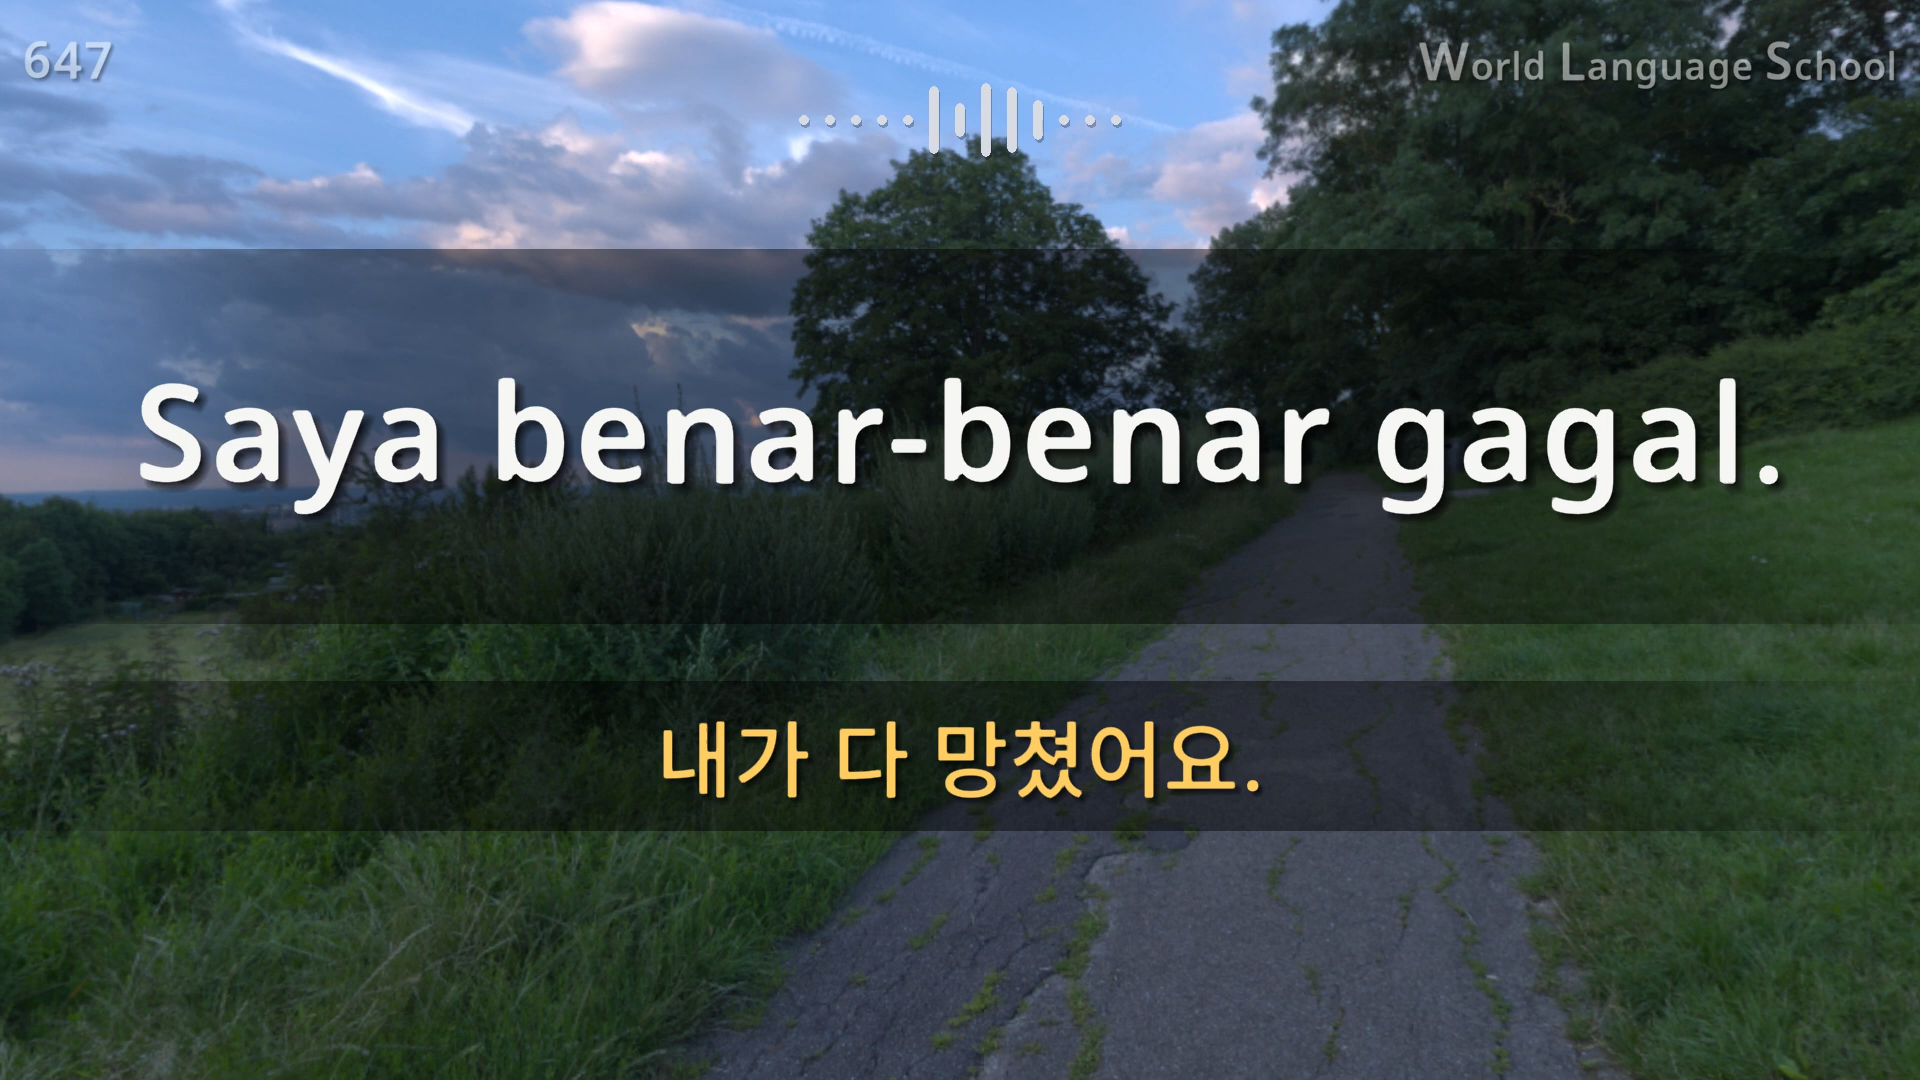 647
World Language School
Saya benar-benar gagal.
내가 다 망쳤어요.